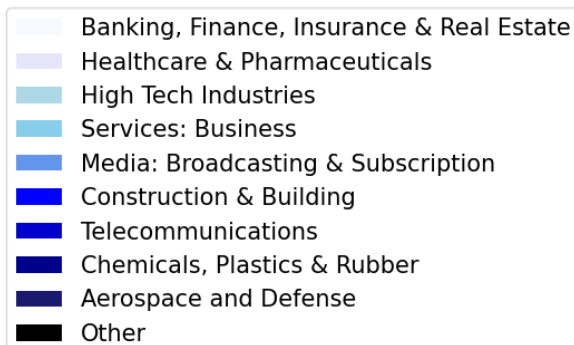 Banking, Finance, Insurance & Real Estate
Healthcare & Pharmaceuticals
High Tech Industries
Services: Business
Media: Broadcasting & Subscription
Construction & Building
Telecommunications
Chemicals, Plastics & Rubber
Aerospace and Defense
Other